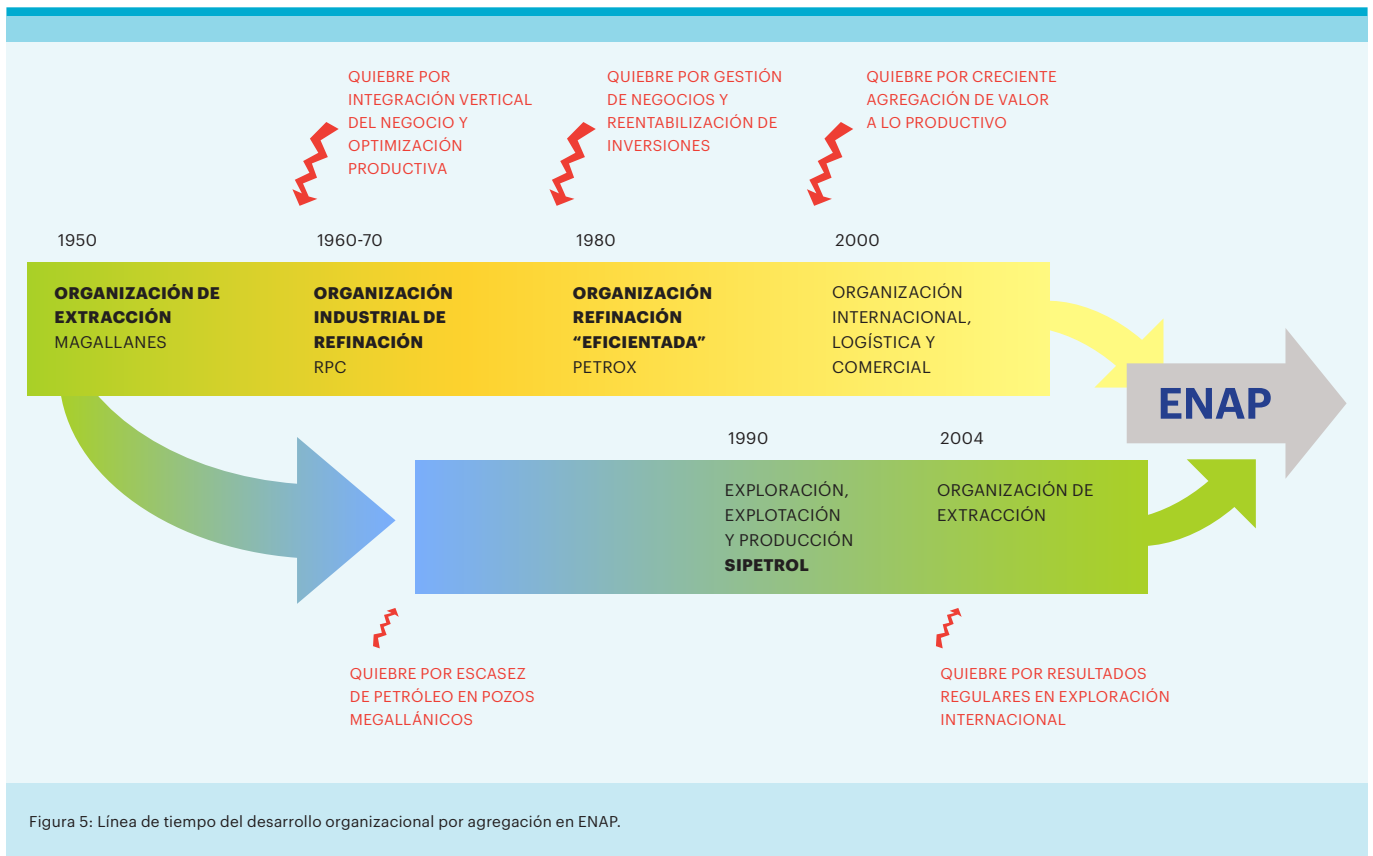 QUIEBRE POR
INTEGRACIÓN VERTICAL
DEL NEGOCIO Y
OPTIMIZACIÓN
PRODUCTIVA
QUIEBRE POR GESTIÓN
DE NEGOCIOS Y
REENTABILIZACIÓN DE
INVERSIONES
QUIEBRE POR CRECIENTE
AGREGACIÓN DE VALOR
A LO PRODUCTIVO
1950
ORGANIZACIÓN DE
EXTRACCIÓN
MAGALLANES
1960-70
ORGANIZACIÓN
INDUSTRIAL DE
REFINACIÓN
RPC
1980
ORGANIZACIÓN
REFINACIÓN
“EFICIENTADA”
PETROX
2000
ORGANIZACIÓN
INTERNACIONAL,
LOGÍSTICA Y
COMERCIAL
ENAP
1990
EXPLORACIÓN,
EXPLOTACIÓN
Y PRODUCCIÓN
SIPETROL
2004
ORGANIZACIÓN DE
EXTRACCIÓN
QUIEBRE POR ESCASEZ
DE PETRÓLEO EN POZOS
MEGALLÁNICOS
QUIEBRE POR RESULTADOS
REGULARES EN EXPLORACIÓN
INTERNACIONAL
Figura 5: Línea de tiempo del desarrollo organizacional por agregación en ENAP.